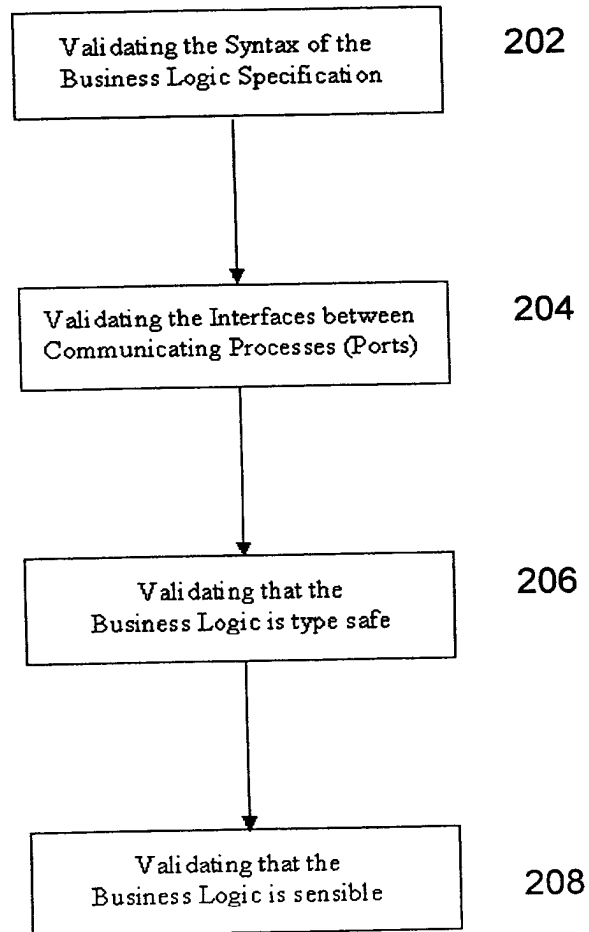 Validating the Syntax of the
Business Logic Specification
202
Validating the Interfaces between
Communicating Processes (Ports)
204
Validating that the
Business Logic is type safe
206
Validating that the
Business Logic is sensible
208